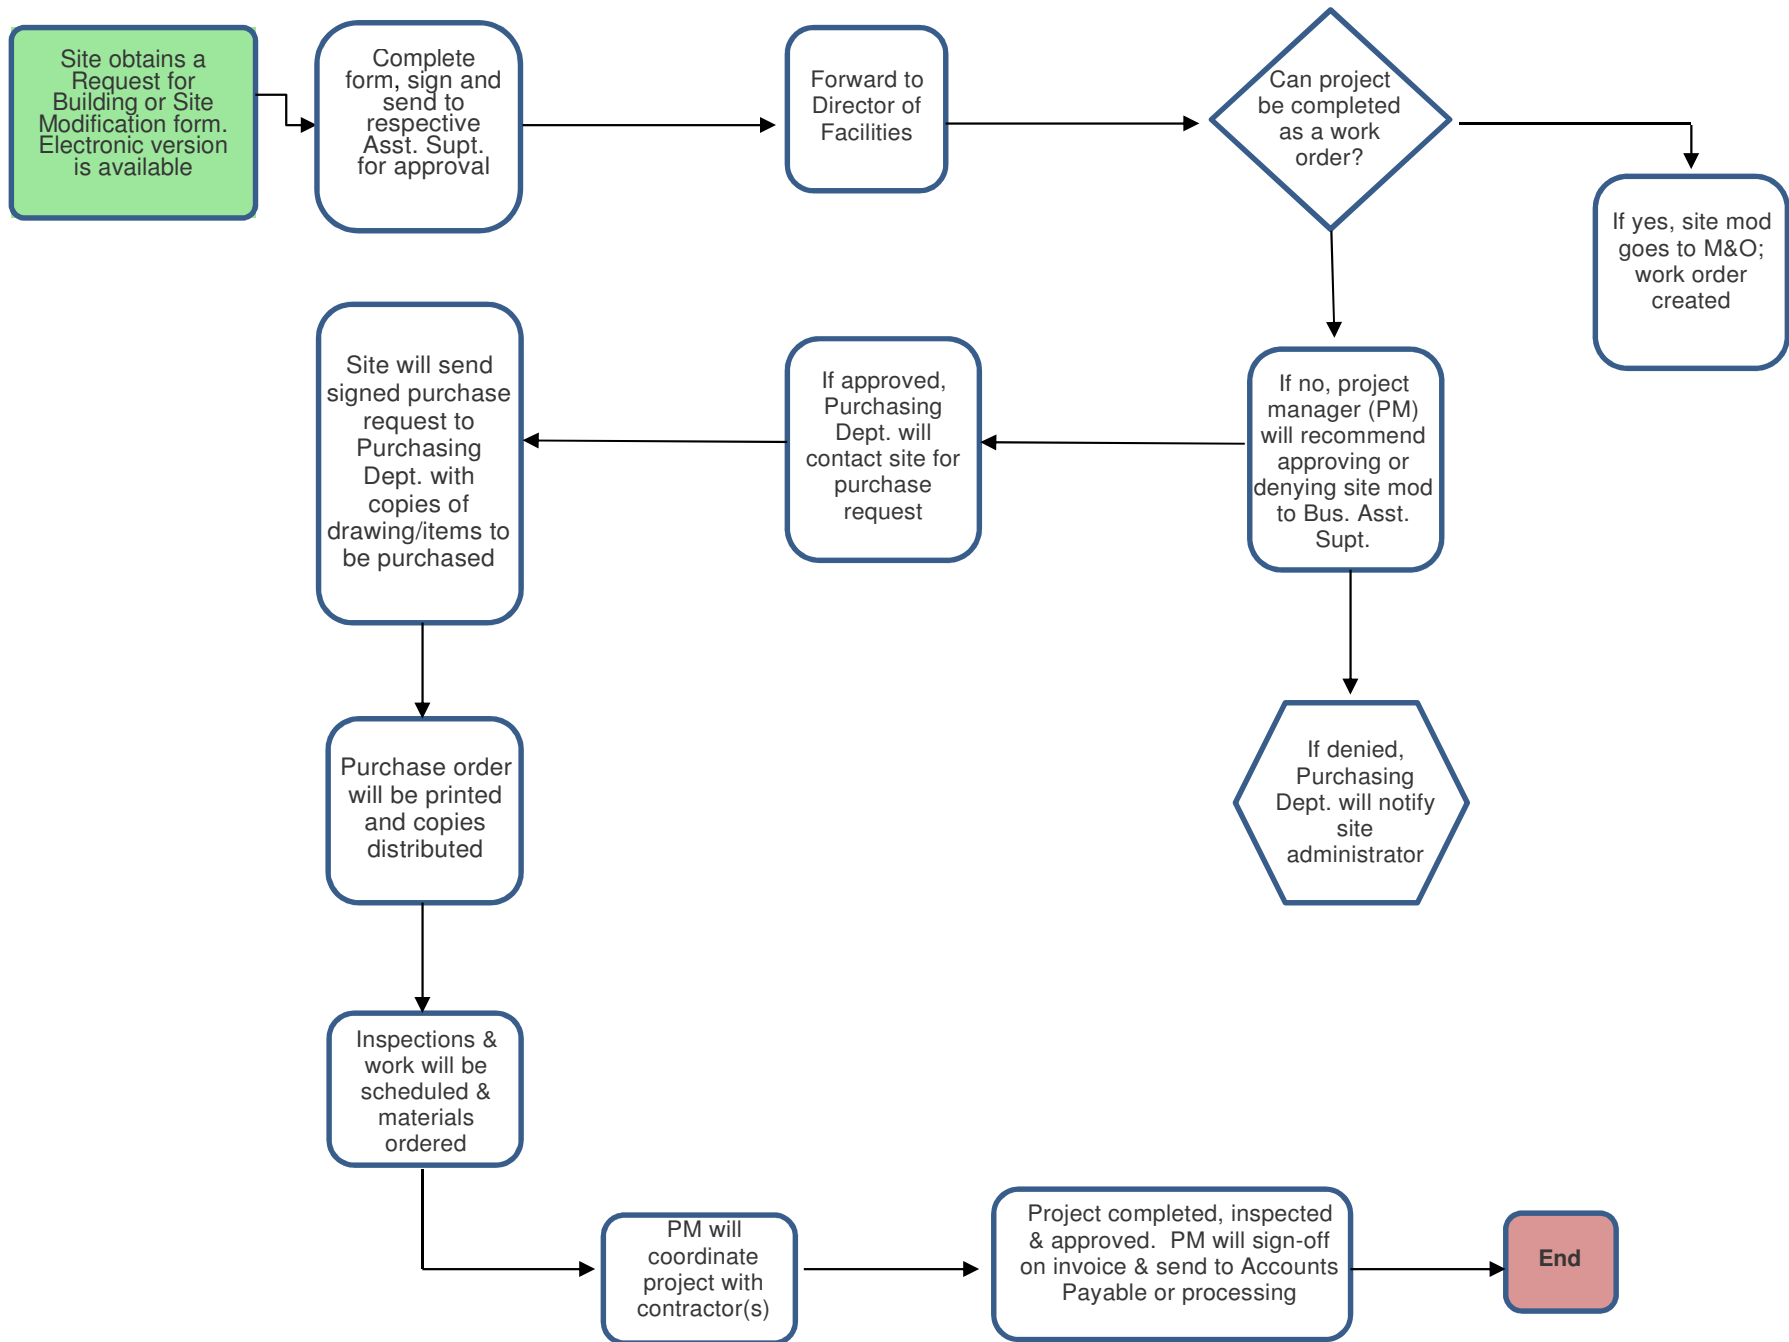 Site obtains a
Request for
Building or Site
Modification form.
Electronic version
is available
Complete
form, sign and
send to
respective
Asst. Supt.
for approval
Forward to
Director of
Facilities
Can project
be completed
as a work
order?
If yes, site mod
goes to M&O;
work order
created
If no, project
manager (PM)
will recommend
approving or
denying site mod
to Bus. Asst.
Supt.
If approved,
Purchasing
Dept. will
contact site for
purchase
request
Site will send
signed purchase
request to
Purchasing
Dept. with
copies of
drawing/items to
be purchased
If denied,
Purchasing
Dept. will notify
site
administrator
Purchase order
will be printed
and copies
distributed
Inspections &
work will be
scheduled &
materials
ordered
PM will
coordinate
project with
contractor(s)
Project completed, inspected
& approved.  PM will sign-off
on invoice & send to Accounts
Payable or processing
End